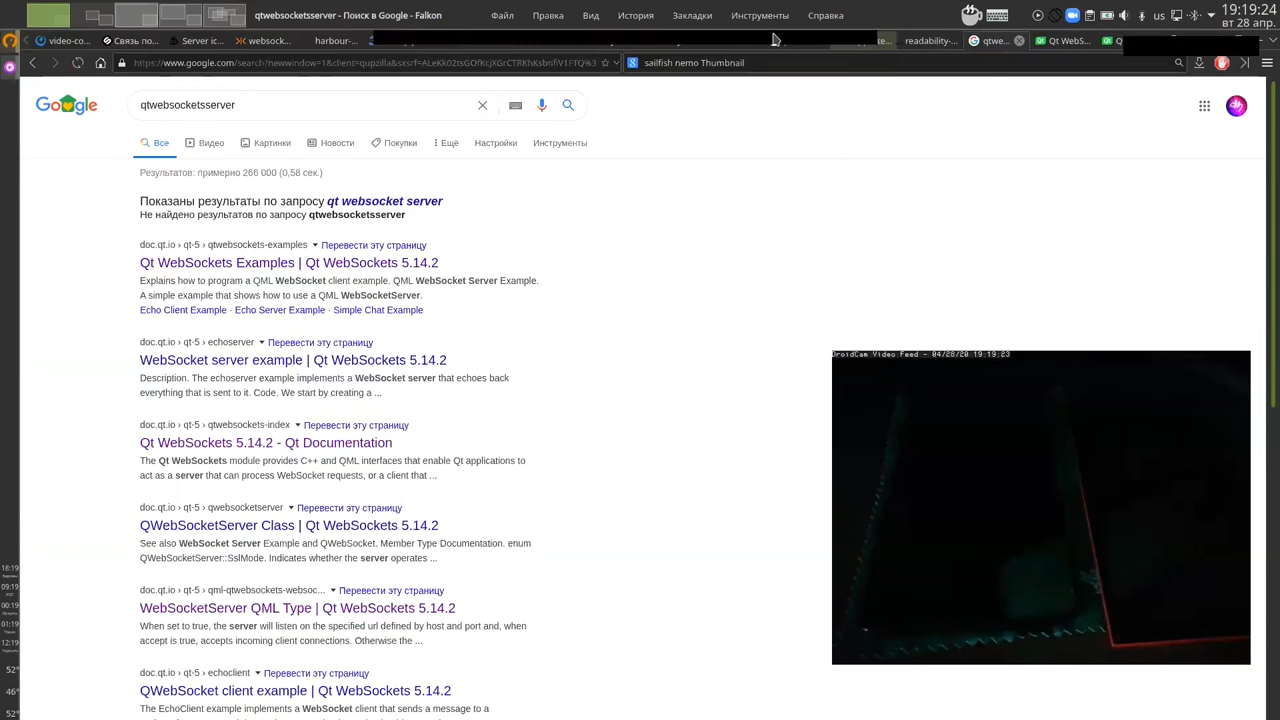 qtwebsocketsserver - Поиск в Google - Falkon
Файл Правка Вид История Закладки Инструменты Справка
us
19:19:24
вт 28 апр.
video-co...
Связь по...
Server ic...
websock...
harbour-...
readability-...
qtwe...
Qt WebS...
Qt
sailfish nemo Thumbnail
Google
qtwebsocketsserver
Все Видео Картинки Новости Покупки Ещё Настройки Инструменты
Результатов: примерно 266 000 (0,58 сек.)
Показаны результаты по запросу qt websocket server
Не найдено результатов по запросу qtwebsocketsserver
doc.qt.io › qt-5 › qtwebsockets-examples Перевести эту страницу
Qt WebSockets Examples | Qt WebSockets 5.14.2
Explains how to program a QML WebSocket client example. QML WebSocket Server Example.
A simple example that shows how to use a QML WebSocketServer.
Echo Client Example · Echo Server Example · Simple Chat Example
doc.qt.io › qt-5 › echoserver Перевести эту страницу
WebSocket server example | Qt WebSockets 5.14.2
Description. The echoserver example implements a WebSocket server that echoes back
everything that is sent to it. Code. We start by creating a ...
doc.qt.io › qt-5 › qtwebsockets-index Перевести эту страницу
Qt WebSockets 5.14.2 - Qt Documentation
The Qt WebSockets module provides C++ and QML interfaces that enable Qt applications to
act as a server that can process WebSocket requests, or a client that ...
doc.qt.io › qt-5 › qwebsocketserver Перевести эту страницу
QWebSocketServer Class | Qt WebSockets 5.14.2
See also WebSocket Server Example and QWebSocket. Member Type Documentation. enum
QWebSocketServer::SslMode. Indicates whether the server operates ...
doc.qt.io › qt-5 › qml-qtwebsockets-websoc... Перевести эту страницу
WebSocketServer QML Type | Qt WebSockets 5.14.2
When set to true, the server will listen on the specified url defined by host and port and, when
accept is true, accepts incoming client connections. Otherwise the ...
doc.qt.io › qt-5 › echoclient Перевести эту страницу
QWebSocket client example | Qt WebSockets 5.14.2
The EchoClient example implements a WebSocket client that sends a message to a
DroidCam Video Feed - 04/28/20 19:19:23
18:19
09:19
00:19
01:19
12:19
52°
46°
52°